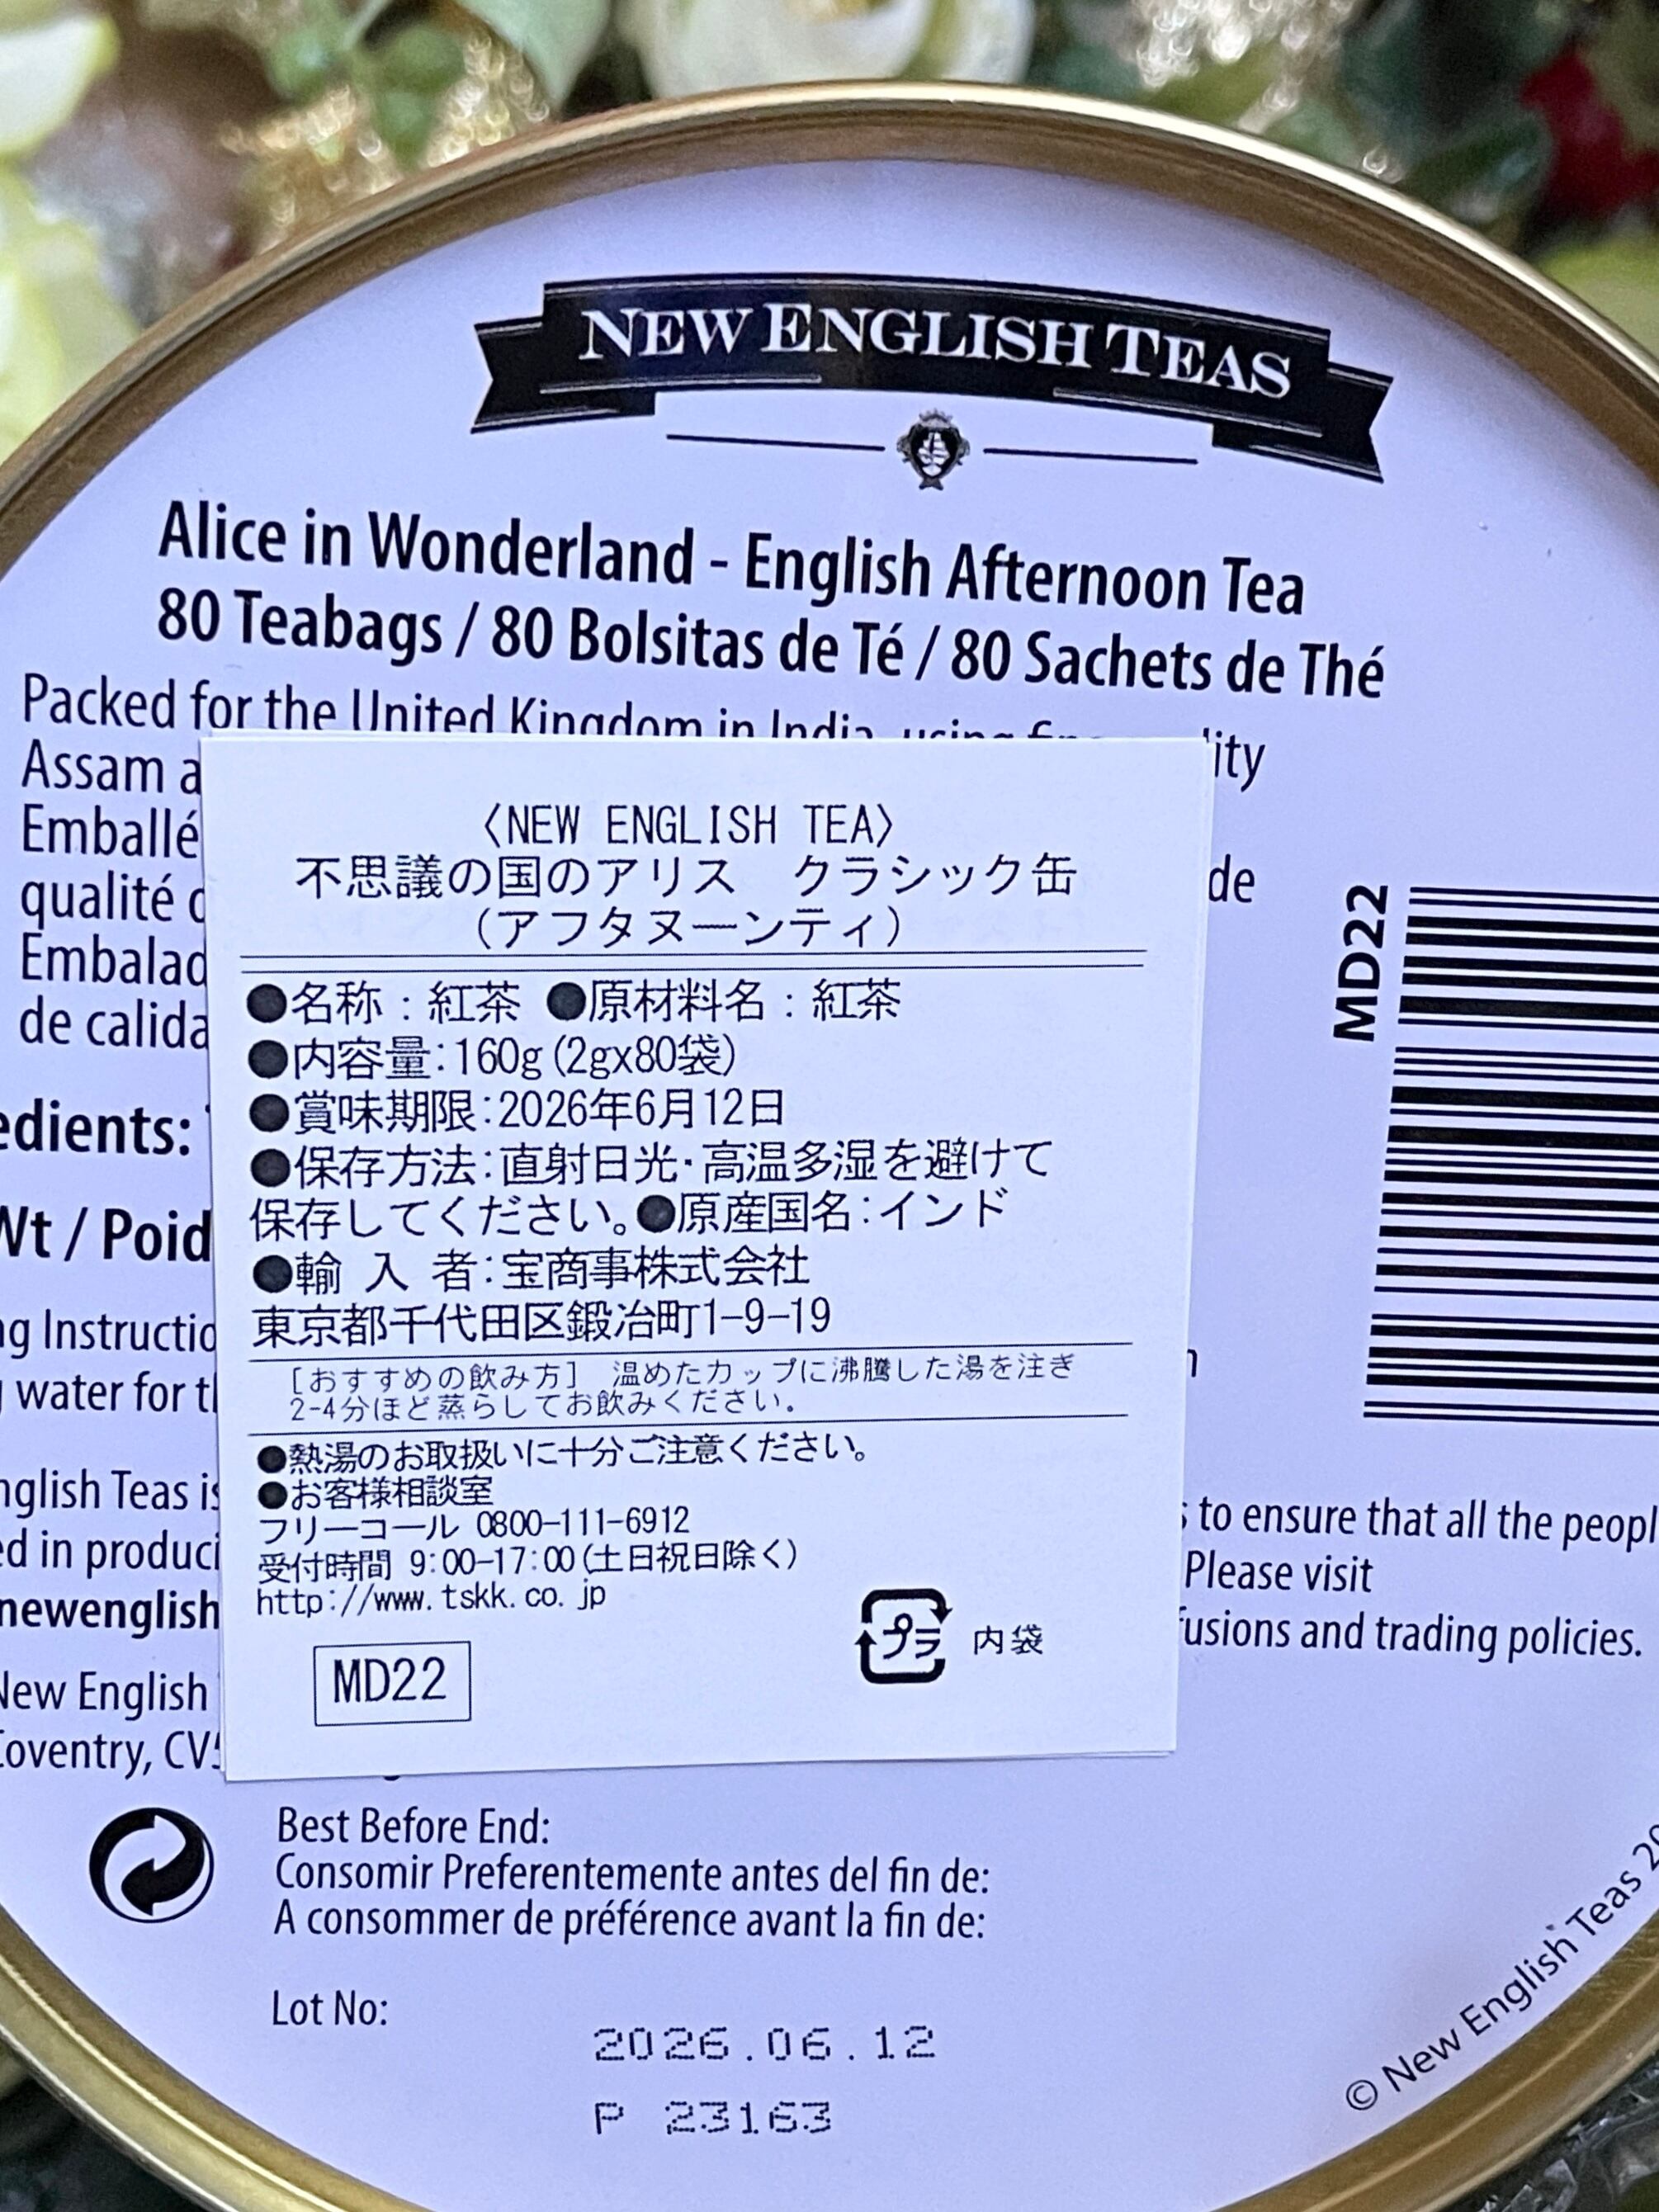 NEW ENGLISH TEAS
Alice in Wonderland - English Afternoon Tea
80 Teabags / 80 Bolsitas de Té / 80 Sachets de Thé
Packed for the United Kingdom in India, using fine ity
Assam a
Emballé
qualité de
Embalad
de calida
edients:
Wt / Poid
ng Instructio
water for t
nglish Teas is to ensure that all the peopl
ed in produci Please visit
newenglish fusions and trading policies.
New English
Coventry, CV5
〈NEW ENGLISH TEA〉
不思議の国のアリス クラシック缶
(アフタヌーンティ)
●名称:紅茶 ●原材料名:紅茶
●内容量:160g(2gx80袋)
●賞味期限:2026年6月12日
●保存方法:直射日光・高温多湿を避けて
保存してください。●原産国名:インド
●輸 入 者:宝商事株式会社
東京都千代田区鍛冶町1-9-19
[おすすめの飲み方] 温めたカップに沸騰した湯を注ぎ
2-4分ほど蒸らしてお飲みください.
●熱湯のお取扱いに十分ご注意ください。
●お客様相談室
フリーコール 0800-111-6912
受付時間 9:00-17:00(土日祝日除く)
http://www.tskk.co.jp
MD22
プラ 内袋
MD22
Best Before End:
Consomir Preferentemente antes del fin de:
A consommer de préférence avant la fin de:
Lot No:
2026.06.12
P 23163
© New English Teas